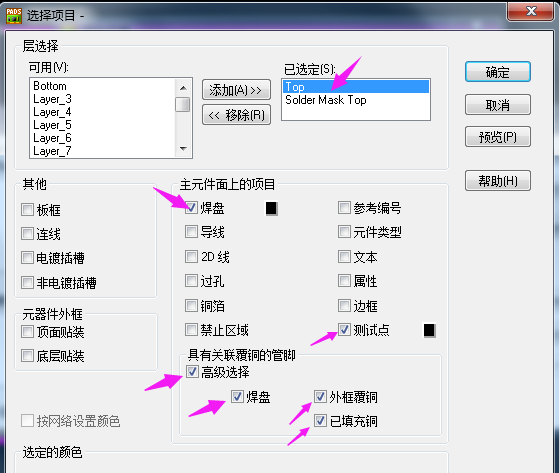 PADS 选择项目 -
层选择
可用(V):
Bottom
Layer_3
Layer_4
Layer_5
Layer_6
Layer_7
添加(A) >>
<< 移除(R)
已选定(S):
Top
Solder Mask Top
确定
取消
预览(P)
帮助(H)
其他
板框
连线
电镀插槽
非电镀插槽
元器件外框
顶面贴装
底层贴装
按网络设置颜色
主元件面上的项目
焊盘
导线
2D 线
过孔
铜箔
禁止区域
参考编号
元件类型
文本
属性
边框
测试点
具有关联覆铜的管脚
高级选择
焊盘
外框覆铜
已填充铜
选定的颜色